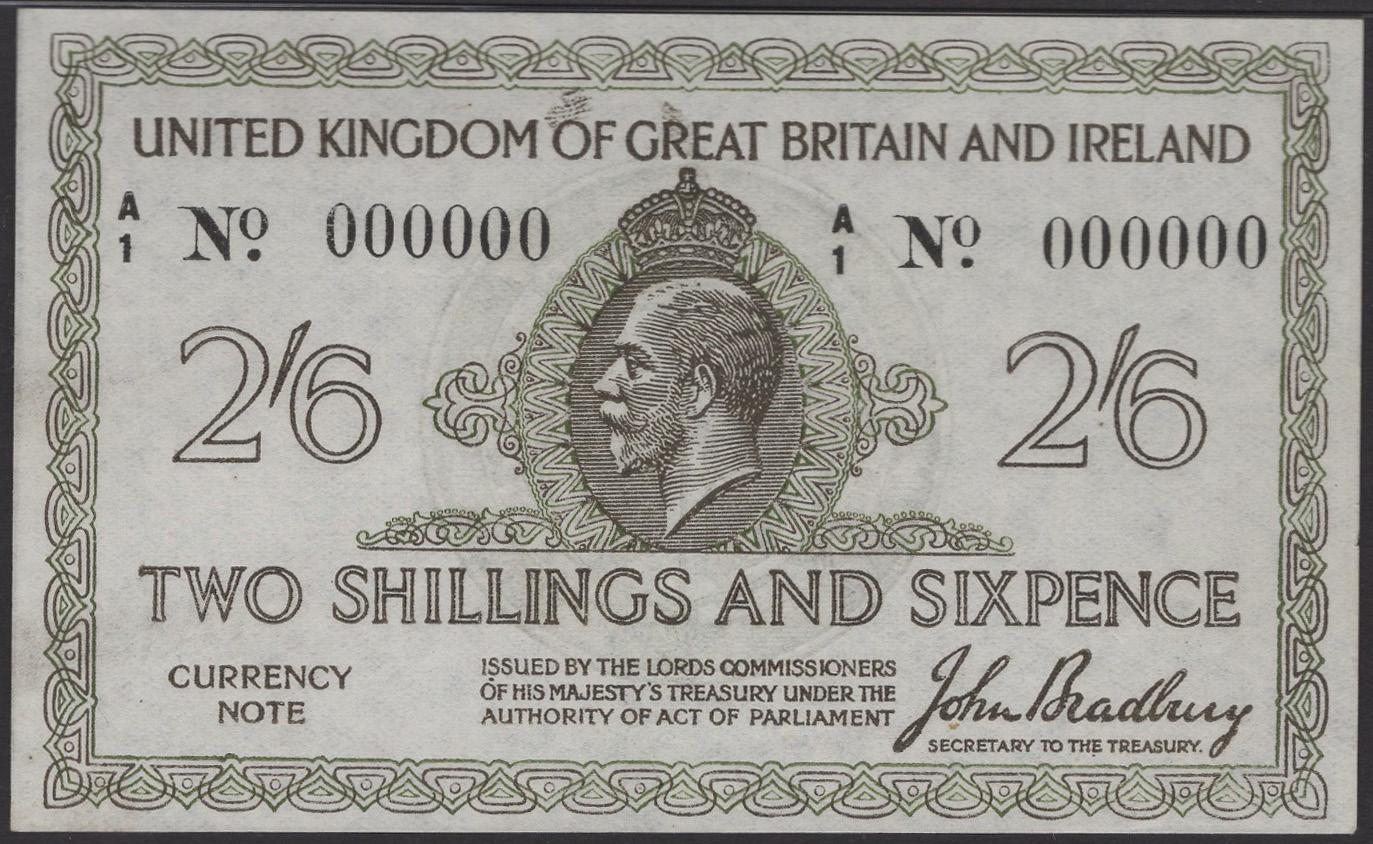 UNITED KINGDOM OF GREAT BRITAIN AND IRELAND
A/1 Nº. 000000 A/1 Nº. 000000
2/6 2/6
TWO SHILLINGS AND SIXPENCE
CURRENCY
NOTE
ISSUED BY THE LORDS COMMISSIONERS
OF HIS MAJESTY'S TREASURY UNDER THE
AUTHORITY OF ACT OF PARLIAMENT
John Bradbury
SECRETARY TO THE TREASURY.